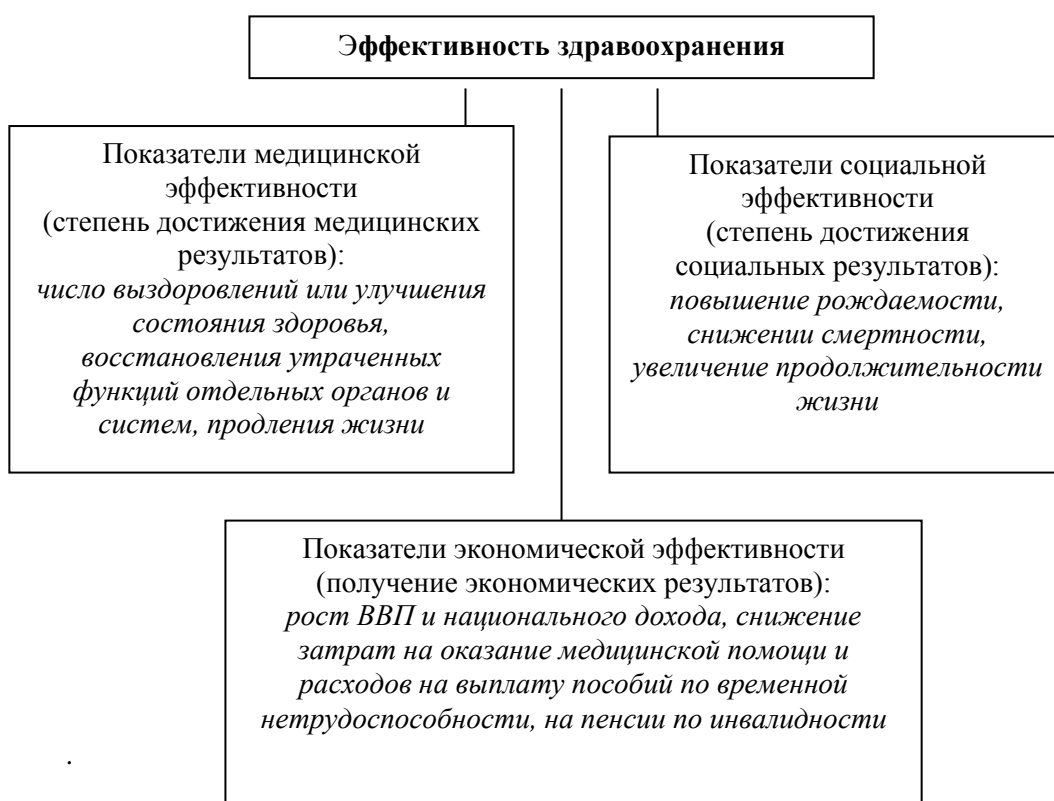 Эффективность здравоохранения
Показатели медицинской
эффективности
(степень достижения медицинских
результатов):
число выздоровлений или улучшения
состояния здоровья,
восстановления утраченных
функций отдельных органов и
систем, продления жизни
Показатели социальной
эффективности
(степень достижения
социальных результатов):
повышение рождаемости,
снижении смертности,
увеличение продолжительности
жизни
Показатели экономической эффективности
(получение экономических результатов):
рост ВВП и национального дохода, снижение
затрат на оказание медицинской помощи и
расходов на выплату пособий по временной
нетрудоспособности, на пенсии по инвалидности
.